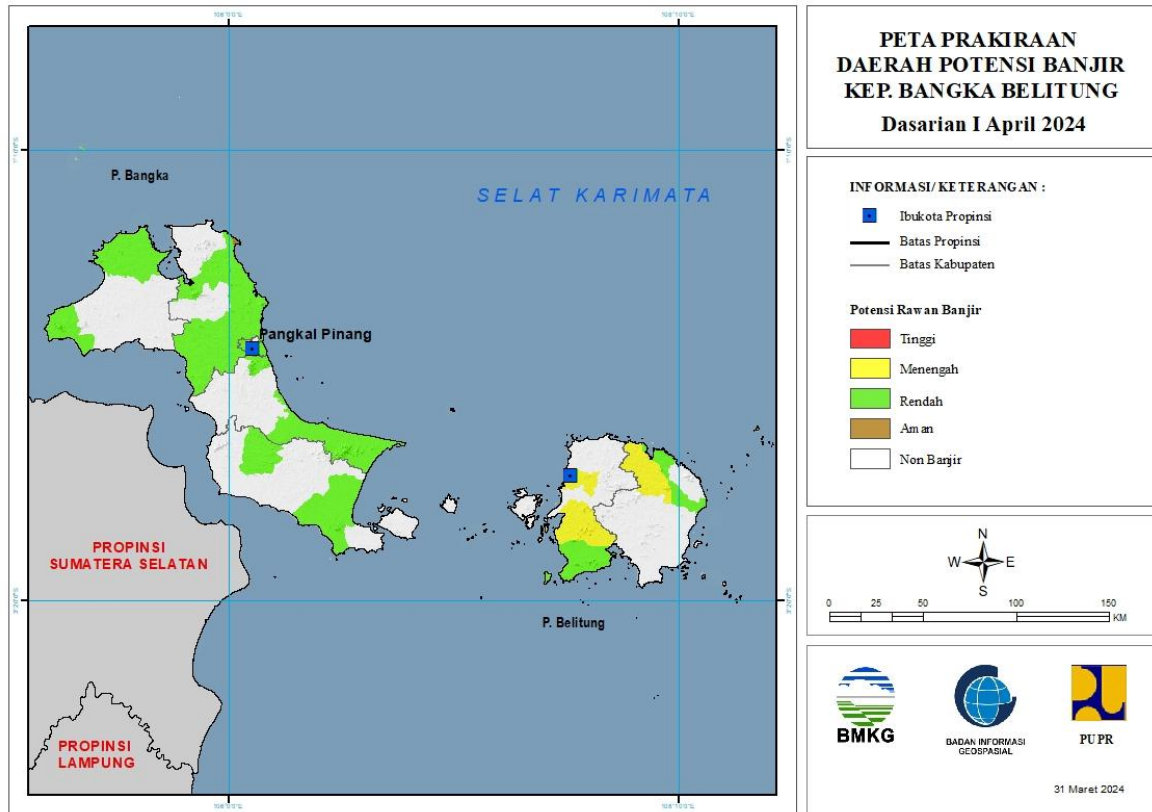 PETA PRAKIRAAN
DAERAH POTENSI BANJIR
KEP. BANGKA BELITUNG
Dasarian I April 2024
P. Bangka
SELAT KARIMATA
Pangkal Pinang
PROPINSI
SUMATERA SELATAN
P. Belitung
PROPINSI
LAMPUNG
INFORMASI/ KETERANGAN :
Ibukota Propinsi
Batas Propinsi
Batas Kabupaten
Potensi Rawan Banjir
Tinggi
Menengah
Rendah
Aman
Non Banjir
N
W E
S
0 25 50 100 150
KM
BMKG
BADAN INFORMASI
GEOSPASIAL
PUPR
31 Maret 2024